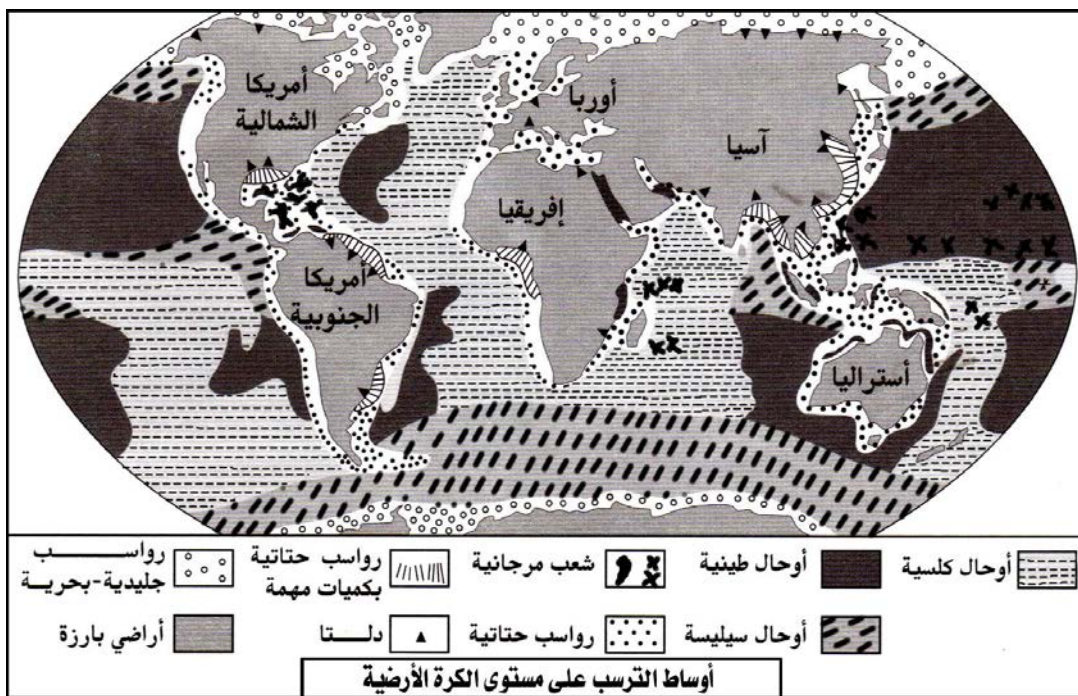 أمريكا
الشمالية
أوربا
آسيا
إفريقيا
أمريكا
الجنوبية
أستراليا
أوحال كلسية
أوحال طينية
شعب مرجانية
رواسب حتاتية
بكميات مهمة
رواسب
جليدية-بحرية
أوحال سيليسة
رواسب حتاتية
دلتا
أراضي بارزة
أوساط الترسب على مستوى الكرة الأرضية